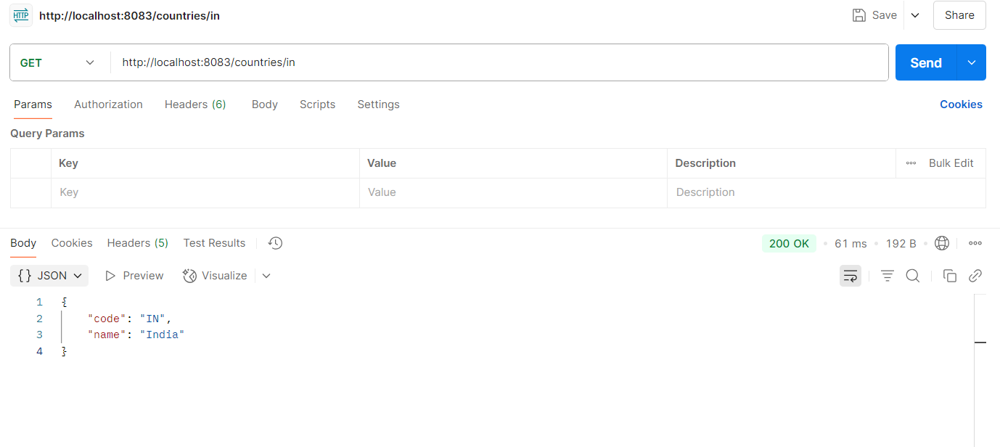 HTTP http://localhost:8083/countries/in Save Share
GET http://localhost:8083/countries/in Send
Params Authorization Headers (6) Body Scripts Settings Cookies
Query Params
Key Value Description Bulk Edit
Key Value Description
Body Cookies Headers (5) Test Results 200 OK • 61 ms • 192 B
{} JSON Preview Visualize
1 {
2 "code": "IN",
3 "name": "India"
4 }